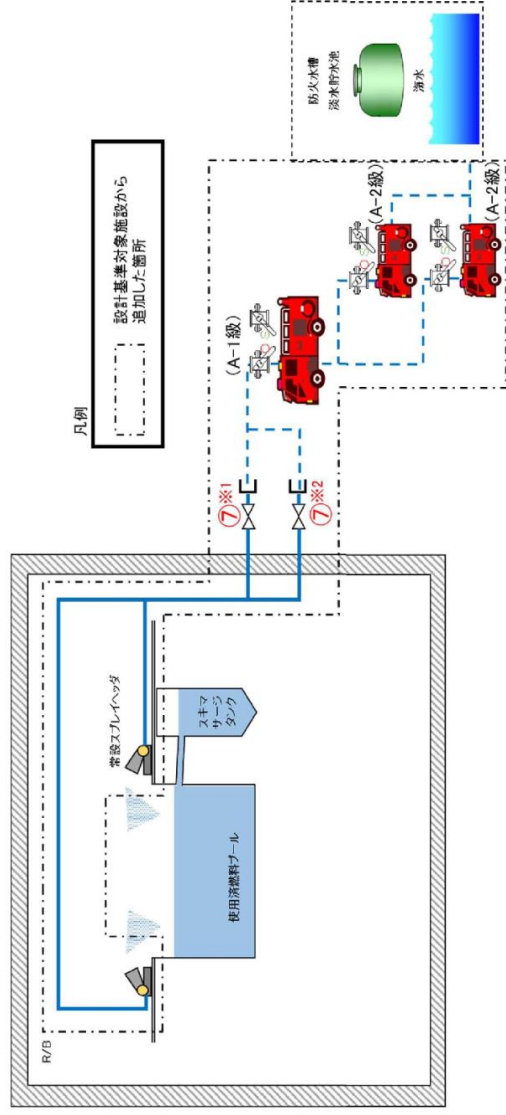 凡例
設計基準対象施設から
追加した箇所
R/B
常設スプレイヘッダ
使用済燃料プール
スキマ
サージ
タンク
⑦※1
⑦※2
(A-1級)
(A-2級)
(A-2級)
防火水槽
淡水貯水池
海水